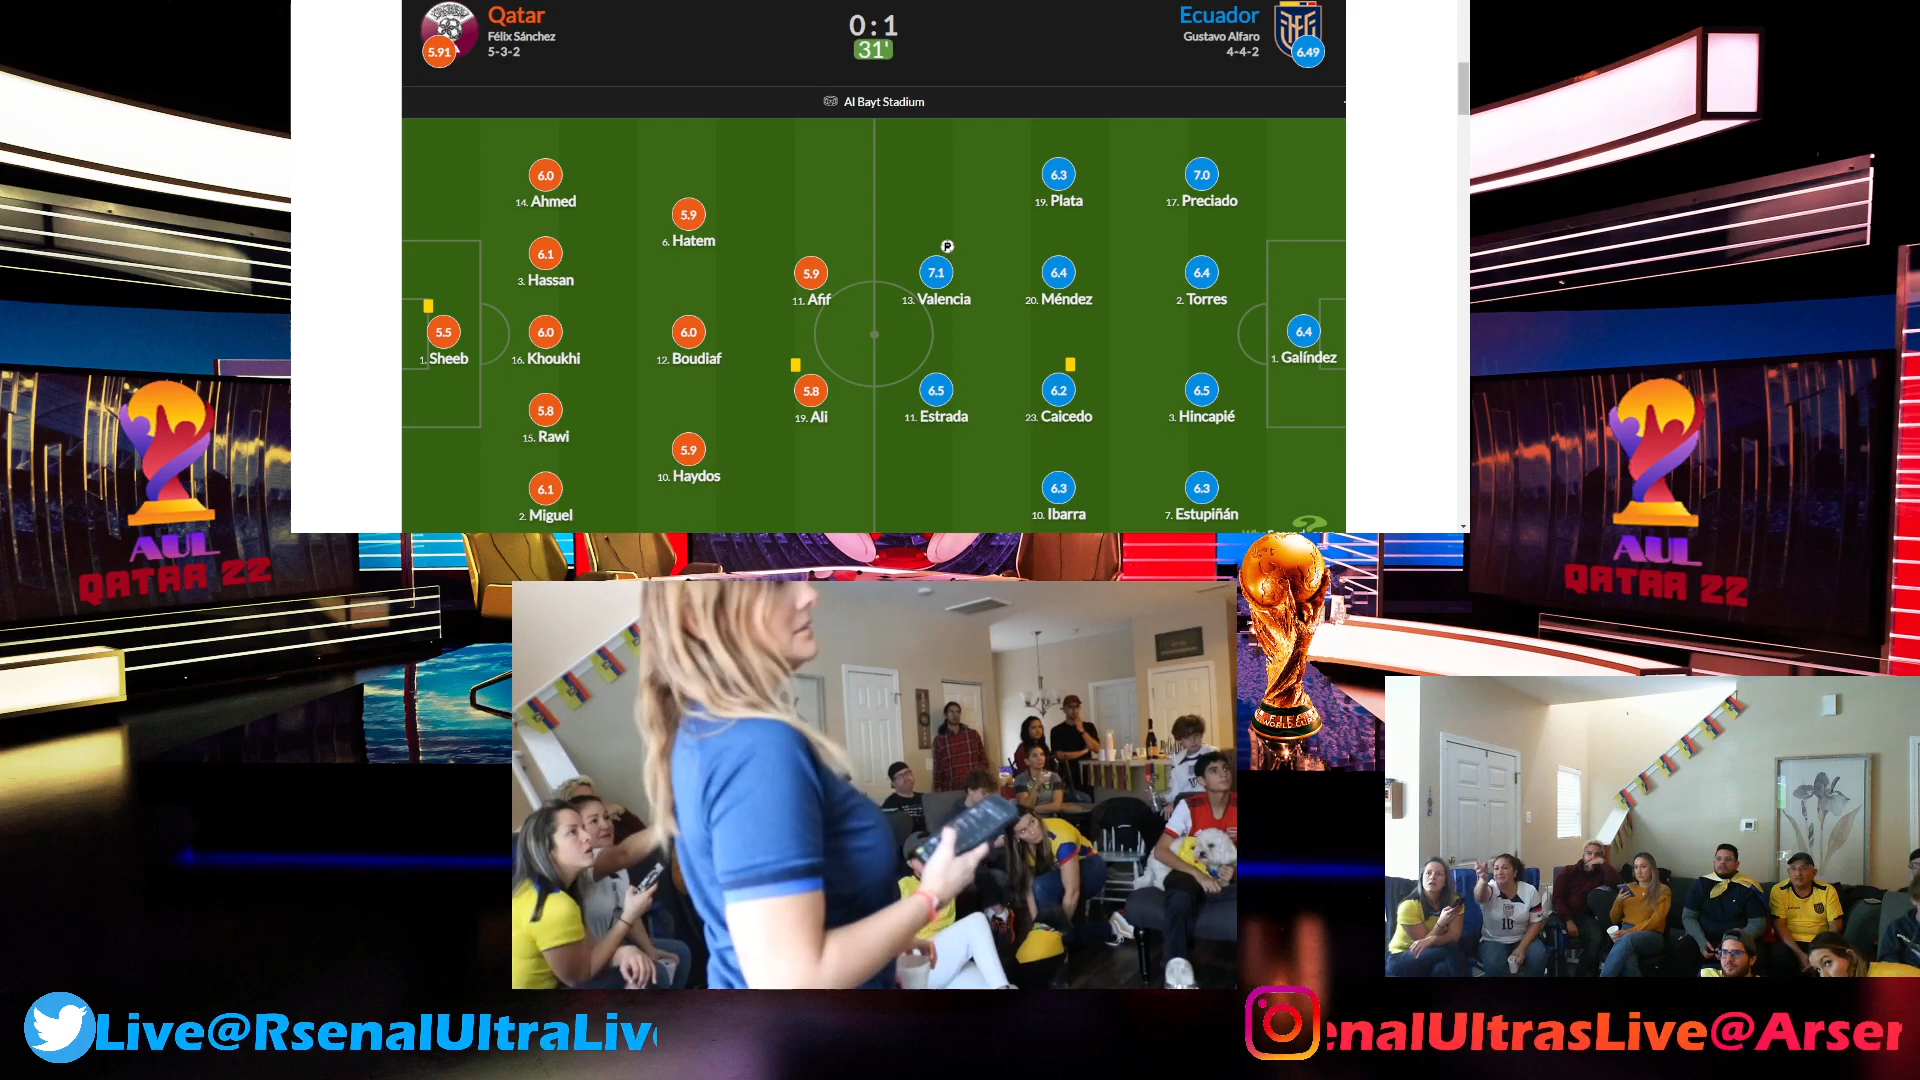 Qatar
Félix Sánchez
5-3-2
5.91
0:1
31'
Ecuador
Gustavo Alfaro
4-4-2
6.49
Al Bayt Stadium
6.0
14. Ahmed
6.1
3. Hassan
5.5
1. Sheeb
6.0
16. Khoukhi
5.8
15. Rawi
6.1
2. Miguel
5.9
6. Hatem
6.0
12. Boudiaf
5.9
10. Haydos
5.9
11. Afif
5.8
19. Ali
P
7.1
13. Valencia
6.5
11. Estrada
6.3
19. Plata
6.4
20. Méndez
6.2
23. Caicedo
6.3
10. Ibarra
7.0
17. Preciado
6.4
2. Torres
6.5
3. Hincapié
6.3
7. Estupiñán
6.4
1. Galíndez
AUL
QATAR 22
AUL
QATAR 22
FIFA
WORLD CUP
10
Live@RsenalUltraLiv
enalUltrasLive@Arser